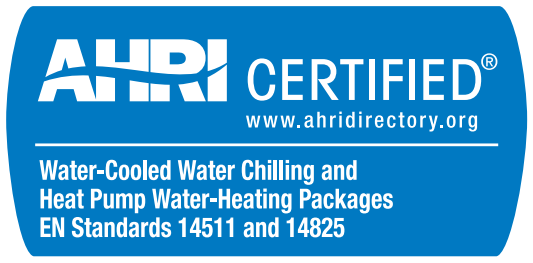 AHRI CERTIFIED®
www.ahridirectory.org
Water-Cooled Water Chilling and
Heat Pump Water-Heating Packages
EN Standards 14511 and 14825